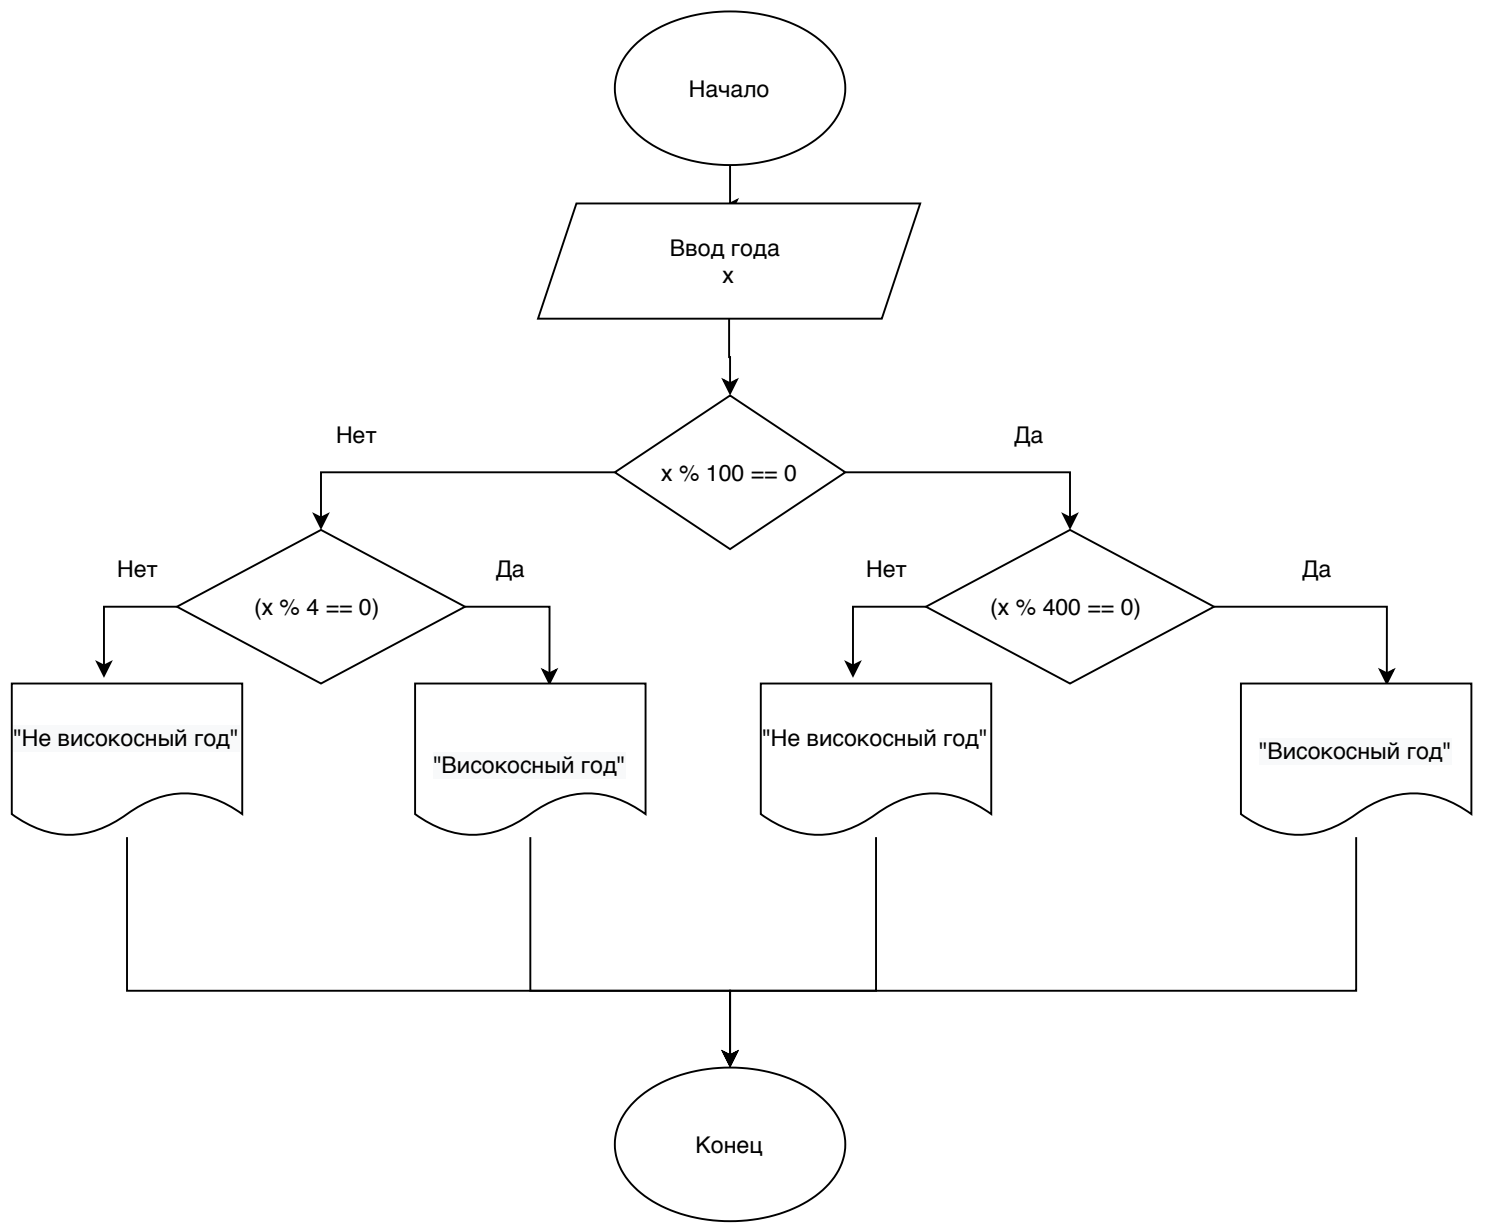 Начало
Ввод года
x
Нет
Да
x % 100 == 0
Нет
Да
Нет
Да
(x % 4 == 0)
(x % 400 == 0)
"Не високосный год"
"Високосный год"
"Не високосный год"
"Високосный год"
Конец